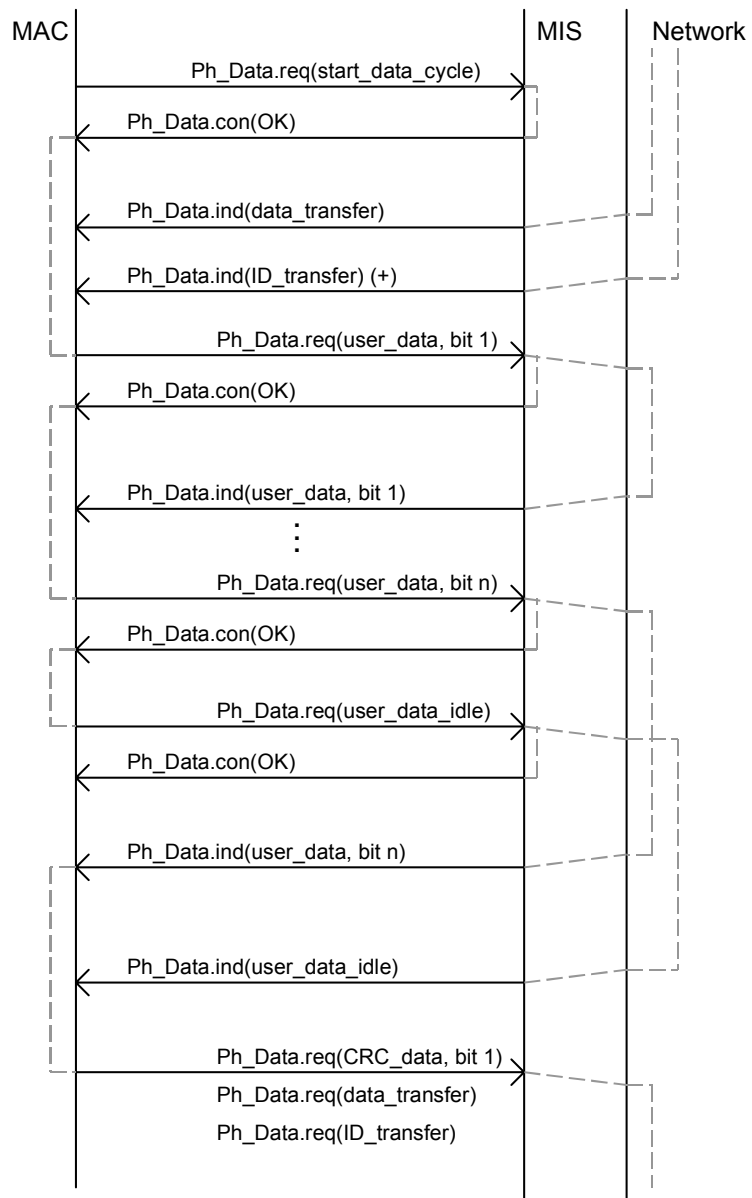 MAC MIS Network
Ph_Data.req(start_data_cycle)
Ph_Data.con(OK)
Ph_Data.ind(data_transfer)
Ph_Data.ind(ID_transfer) (+)
Ph_Data.req(user_data, bit 1)
Ph_Data.con(OK)
Ph_Data.ind(user_data, bit 1)
⋮
Ph_Data.req(user_data, bit n)
Ph_Data.con(OK)
Ph_Data.req(user_data_idle)
Ph_Data.con(OK)
Ph_Data.ind(user_data, bit n)
Ph_Data.ind(user_data_idle)
Ph_Data.req(CRC_data, bit 1)
Ph_Data.req(data_transfer)
Ph_Data.req(ID_transfer)